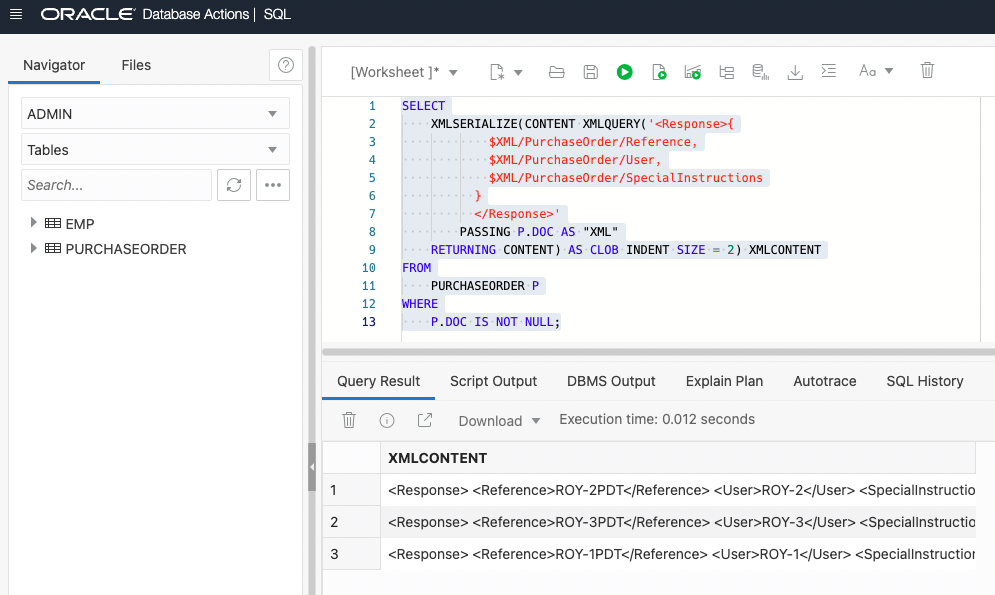 ORACLE Database Actions | SQL
Navigator Files
ADMIN
Tables
Search...
EMP
PURCHASEORDER
[Worksheet ]* Aa
1 SELECT
2 XMLSERIALIZE(CONTENT XMLQUERY('<Response>{
3 $XML/PurchaseOrder/Reference,
4 $XML/PurchaseOrder/User,
5 $XML/PurchaseOrder/SpecialInstructions
6 }
7 </Response>'
8 PASSING P.DOC AS "XML"
9 RETURNING CONTENT) AS CLOB INDENT SIZE = 2) XMLCONTENT
10 FROM
11 PURCHASEORDER P
12 WHERE
13 P.DOC IS NOT NULL;
Query Result Script Output DBMS Output Explain Plan Autotrace SQL History
Download Execution time: 0.012 seconds
XMLCONTENT
1 <Response> <Reference>ROY-2PDT</Reference> <User>ROY-2</User> <SpecialInstructio
2 <Response> <Reference>ROY-3PDT</Reference> <User>ROY-3</User> <SpecialInstructio
3 <Response> <Reference>ROY-1PDT</Reference> <User>ROY-1</User> <SpecialInstruction